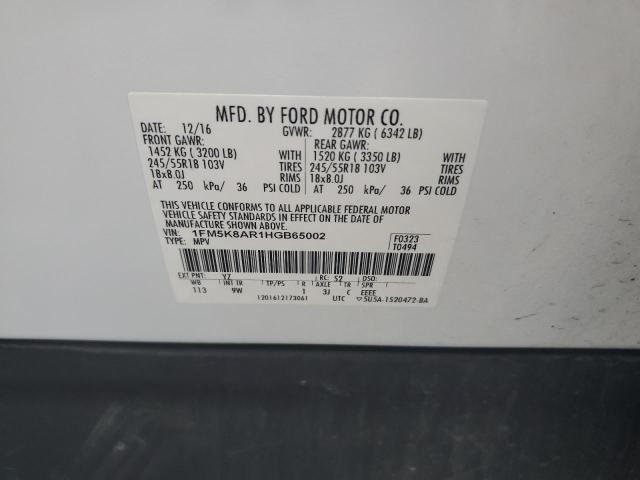 MFD. BY FORD MOTOR CO.
DATE: 12/16 GVWR: 2877 KG ( 6342 LB)
FRONT GAWR: REAR GAWR:
1452 KG ( 3200 LB) WITH 1520 KG ( 3350 LB) WITH
245/55R18 103V TIRES 245/55R18 103V TIRES
18x8.0J RIMS 18x8.0J RIMS
AT 250 kPa/ 36 PSI COLD AT 250 kPa/ 36 PSI COLD
THIS VEHICLE CONFORMS TO ALL APPLICABLE FEDERAL MOTOR
VEHICLE SAFETY STANDARDS IN EFFECT ON THE DATE OF
MANUFACTURE SHOWN ABOVE.
VIN: 1FM5K8AR1HGB65002 F0323
TYPE: MPV T0494
EXT PNT: YZ RC: 52 DSO:
WB INT TR TP/PS R AXLE TR SPR
113 9W 1 3J C EEEE
1201612173061 UTC 5U5A-1520472-BA